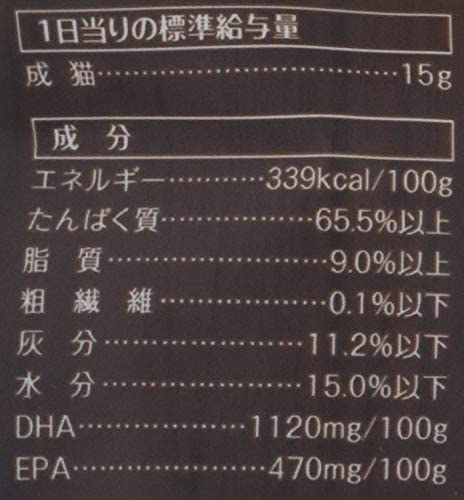 1日当りの標準給与量
成猫……………………………15g
成分
エネルギー…………339kcal/100g
たんぱく質………………65.5%以上
脂質……………………9.0%以上
粗繊維…………………0.1%以下
灰分……………………11.2%以下
水分……………………15.0%以下
DHA………………1120mg/100g
EPA…………………470mg/100g